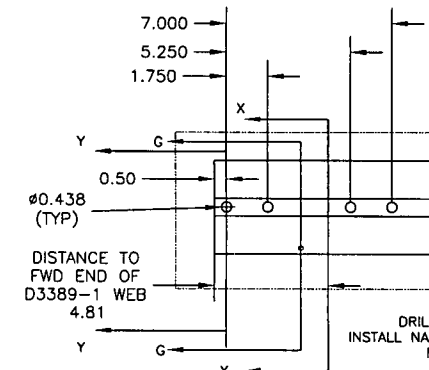 7.000
5.250
1.750
X
Y
G
0.50
ø0.438
(TYP)
DISTANCE TO
FWD END OF
D3389-1 WEB
4.81
DRIL
INSTALL NA
Y
G